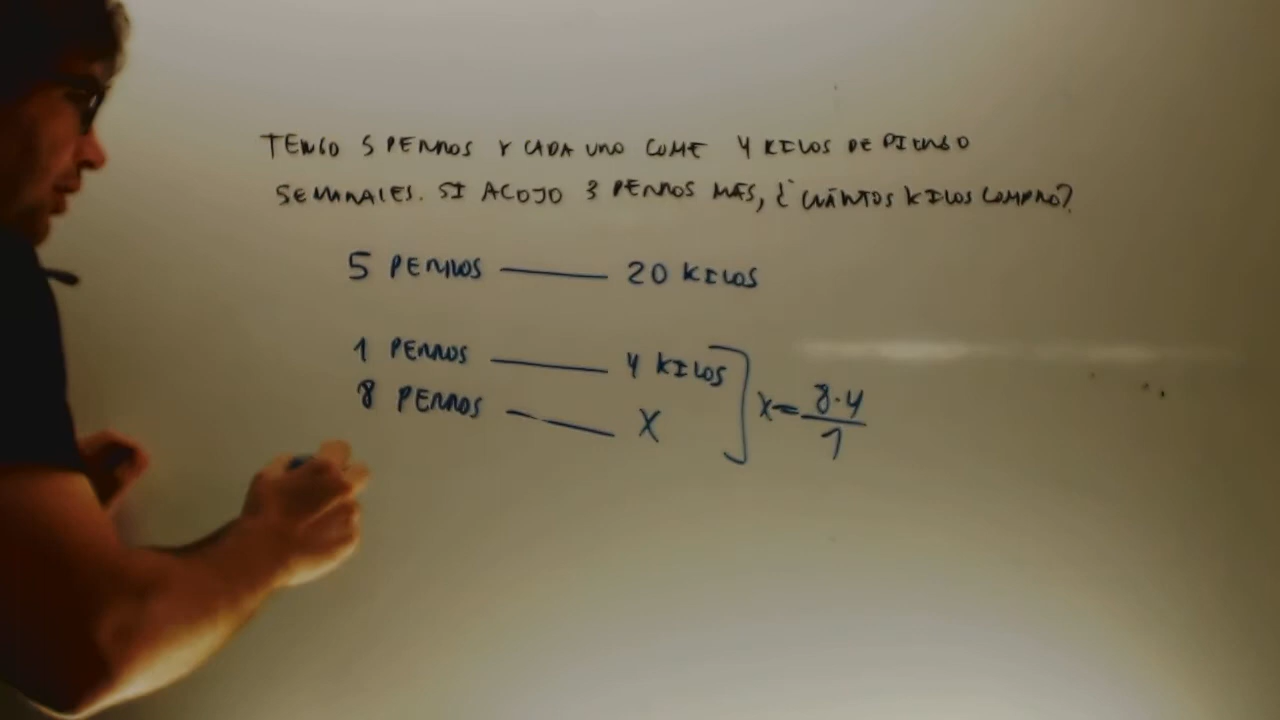 TENGO 5 PERROS Y CADA UNO COME 4 KILOS DE PIENSO
SEMANALES. SI ACOJO 3 PERROS MAS, ¿CUÁNTOS KILOS COMPRO?
5 PERROS —— 20 KILOS
1 PERROS —— 4 KILOS
8 PERROS —— X
X = 8·4 / 1